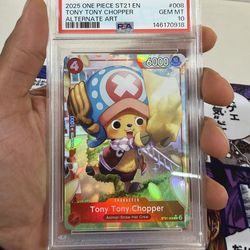 2025 ONE PIECE ST21 EN #008
TONY TONY.CHOPPER GEM MT
ALTERNATE ART 10
PSA 146170918
4
6000
CHARACTER
Tony Tony.Chopper
Animal/Straw Hat Crew